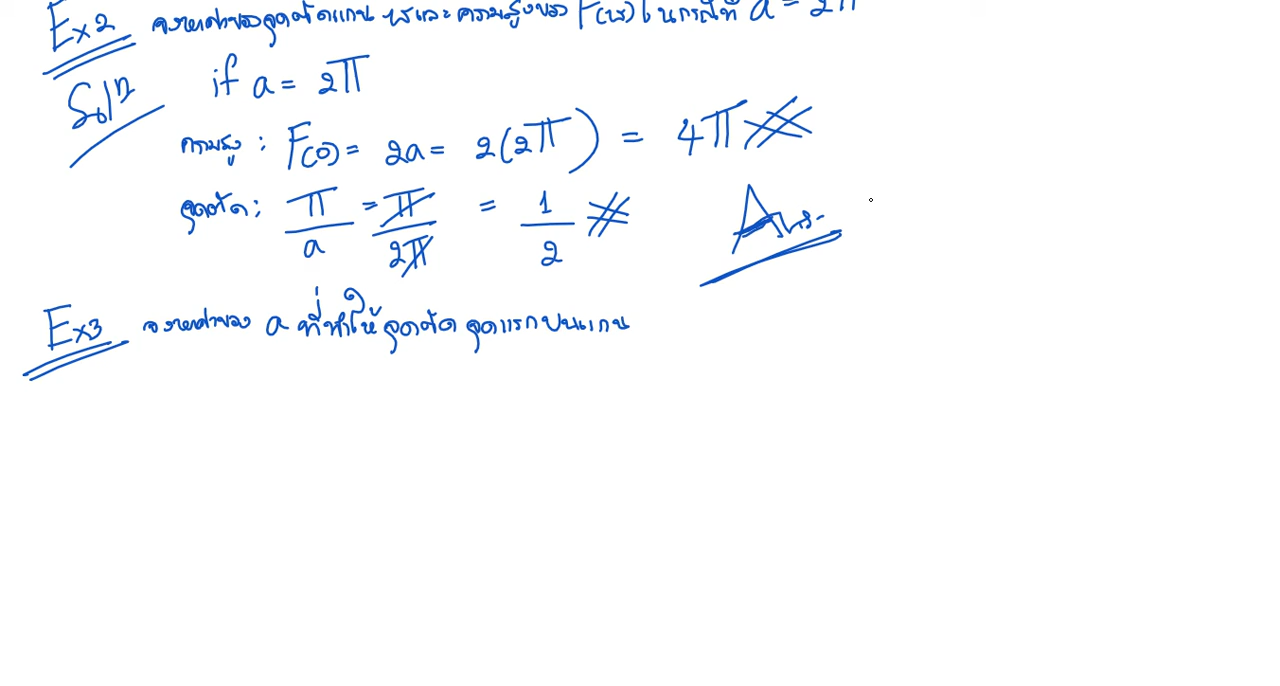 Ex2 จงหาค่าของจุดตัดแกน ω และความสูงของ F(ω) ในกรณีที่ a = 2π
Solⁿ if a = 2π
ความสูง : F(0) = 2a = 2(2π) = 4π
จุดตัด : π/a = π/2π = 1/2 # Ans.
Ex3 จงหาค่าของ a ที่ทำให้จุดตัด จุดแรกบนแกน